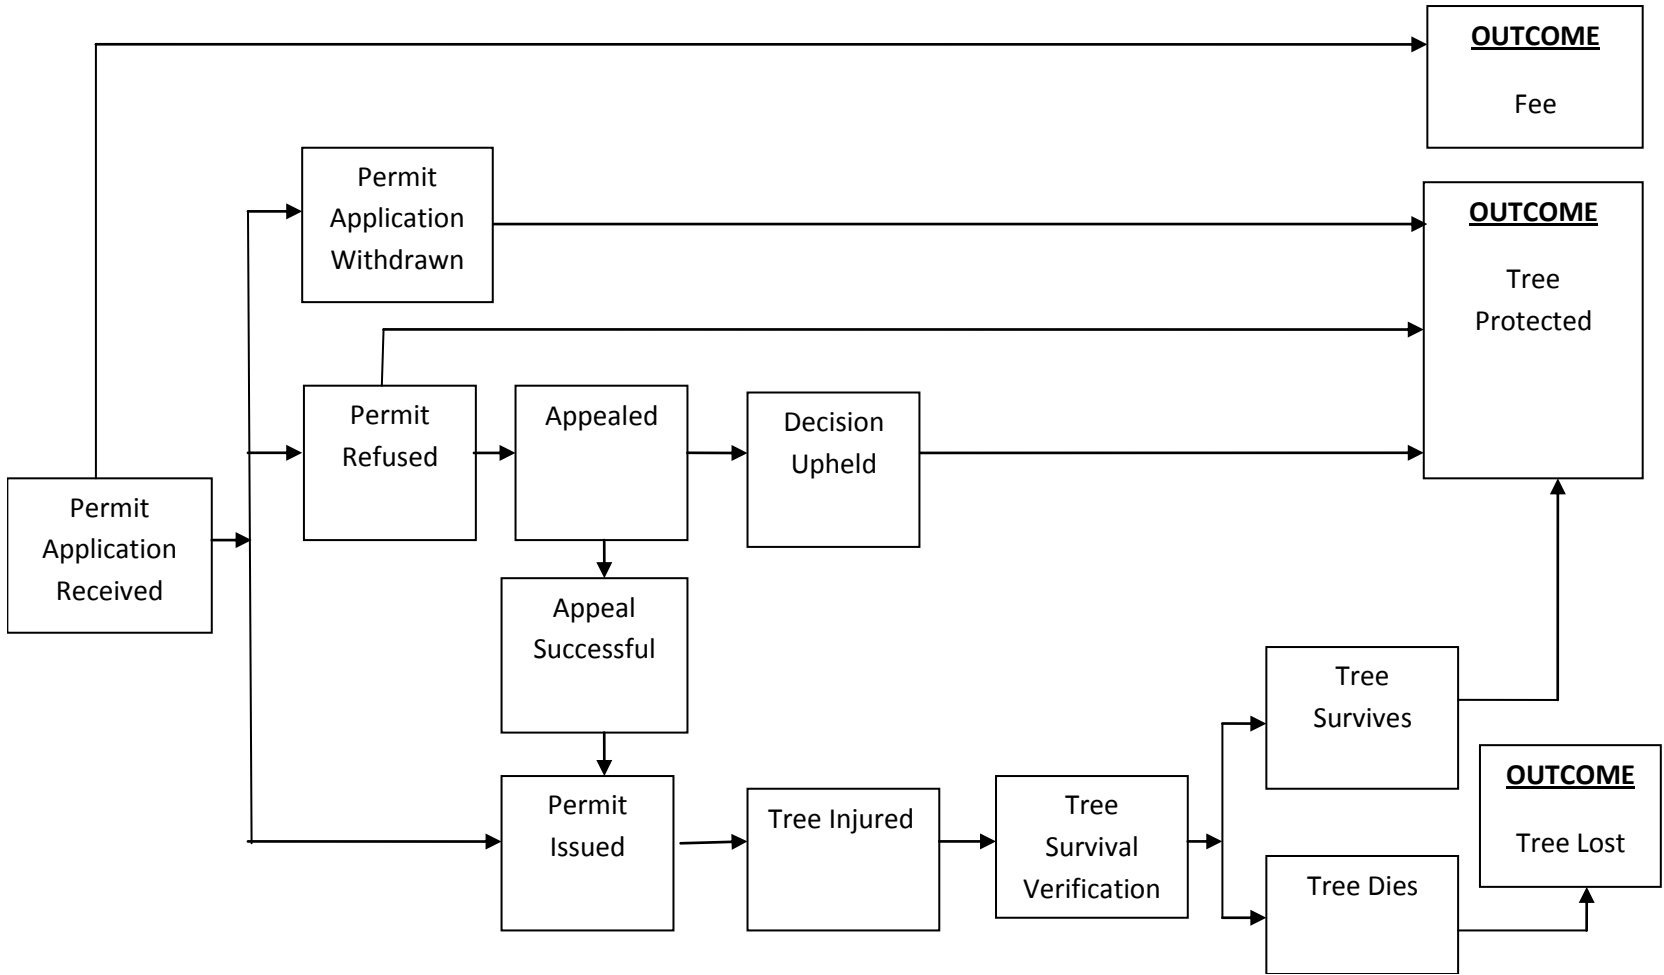 OUTCOME
Fee
Permit
Application
Withdrawn
OUTCOME
Tree
Protected
Permit
Refused
Appealed
Decision
Upheld
Permit
Application
Received
Appeal
Successful
Tree
Survives
Permit
Issued
Tree Injured
Tree
Survival
Verification
OUTCOME
Tree Lost
Tree Dies